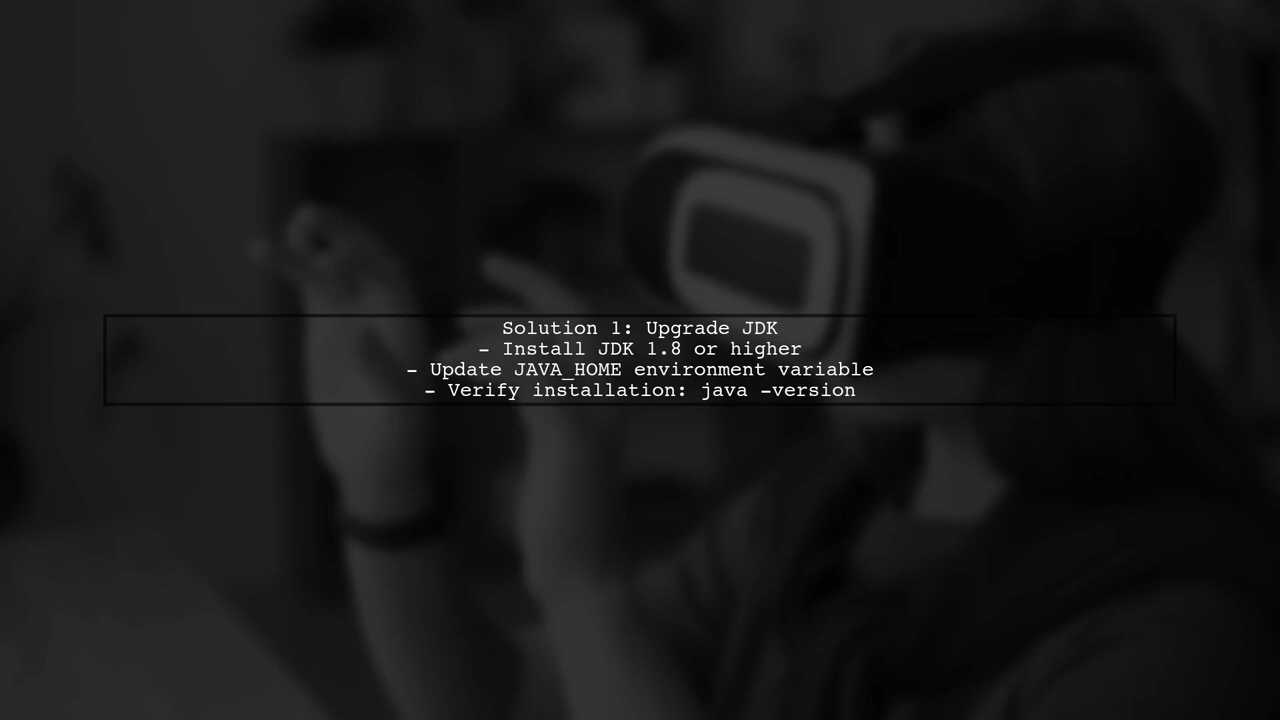 Solution 1: Upgrade JDK
- Install JDK 1.8 or higher
- Update JAVA_HOME environment variable
- Verify installation: java -version